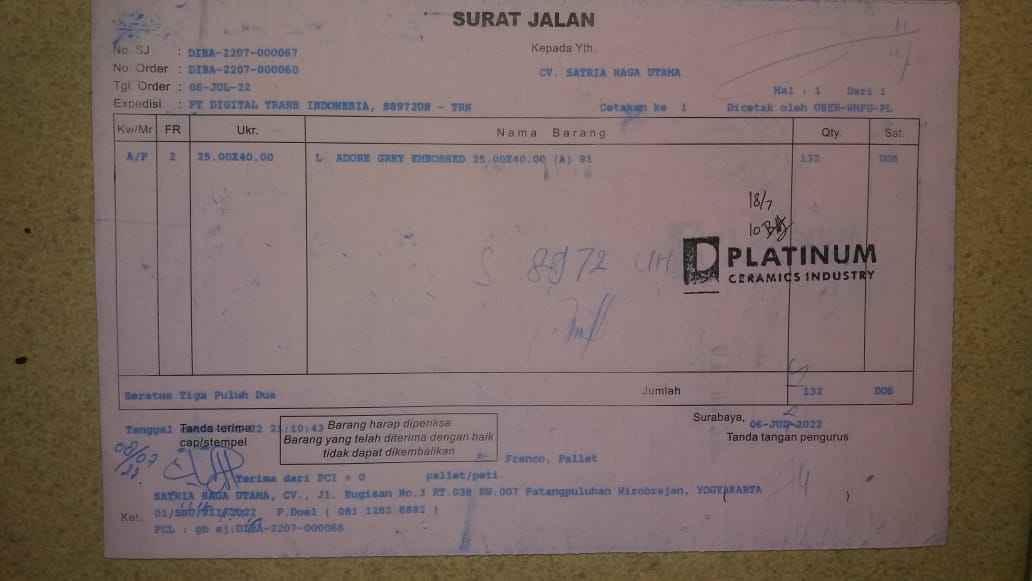 SURAT JALAN
No. SJ : DIBA-2207-000067
Kepada Yth.
No. Order : DIBA-2207-000060
CV. SATRIA NAGA UTAMA
Tgl. Order : 06-JUL-22
Hal : 1 Dari 1
Expedisi : PT DIGITAL TRANS INDONESIA, S8972UN - TRN
Cetakan ke 1 Dicetak oleh USER-WHFG-PL
Kw/Mr FR Ukr. Nama Barang Qty. Sat.
A/P 2 25.00X40.00 L ADORE GREY EMBOSSED 25.00X40.00 (A) 91 132 DOS
18/7
10
S 8972 UH
PLATINUM
CERAMICS INDUSTRY
Seratus Tiga Puluh Dua Jumlah 132 DOS
Tanggal 22 21:10:43
Tanda terima
cap/stempel
Barang harap diperiksa
Barang yang telah diterima dengan baik
tidak dapat dikembalikan
Surabaya, 06-JUL-2022
Tanda tangan pengurus
08/07
22
Franco, Pallet
Terima dari PCI = 0 pallet/peti.
SATRIA NAGA UTAMA, CV., Jl. Bugisan No.3 RT.038 RW.007 Patangpuluhan Wirobrajan, YOGYAKARTA
( )
Ket. 01/SNU/VII/2022 P.Doel ( 081 1262 8892 )
FCL : gb sj:DIBA-2207-000066